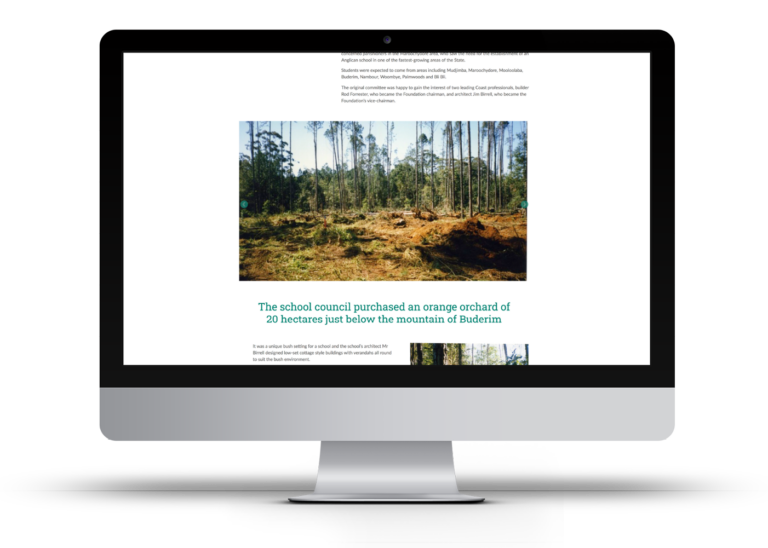 Anglican school in one of the fastest growing areas of the State.
Students were expected to come from areas including Mudjimba, Maroochydore, Mooloolaba,
Buderim, Nambour, Woombye, Palmwoods and Bli Bli.
The original committee was happy to gain the interest of two leading Coast professionals, builder
Rod Forrester, who became the Foundation chairman, and architect Jim Birrell, who became the
Foundation's vice-chairman.
The school council purchased an orange orchard of
20 hectares just below the mountain of Buderim
It was a unique bush setting for a school and the school's architect Mr
Birrell designed low-set cottage style buildings with verandahs all round
to suit the bush environment.